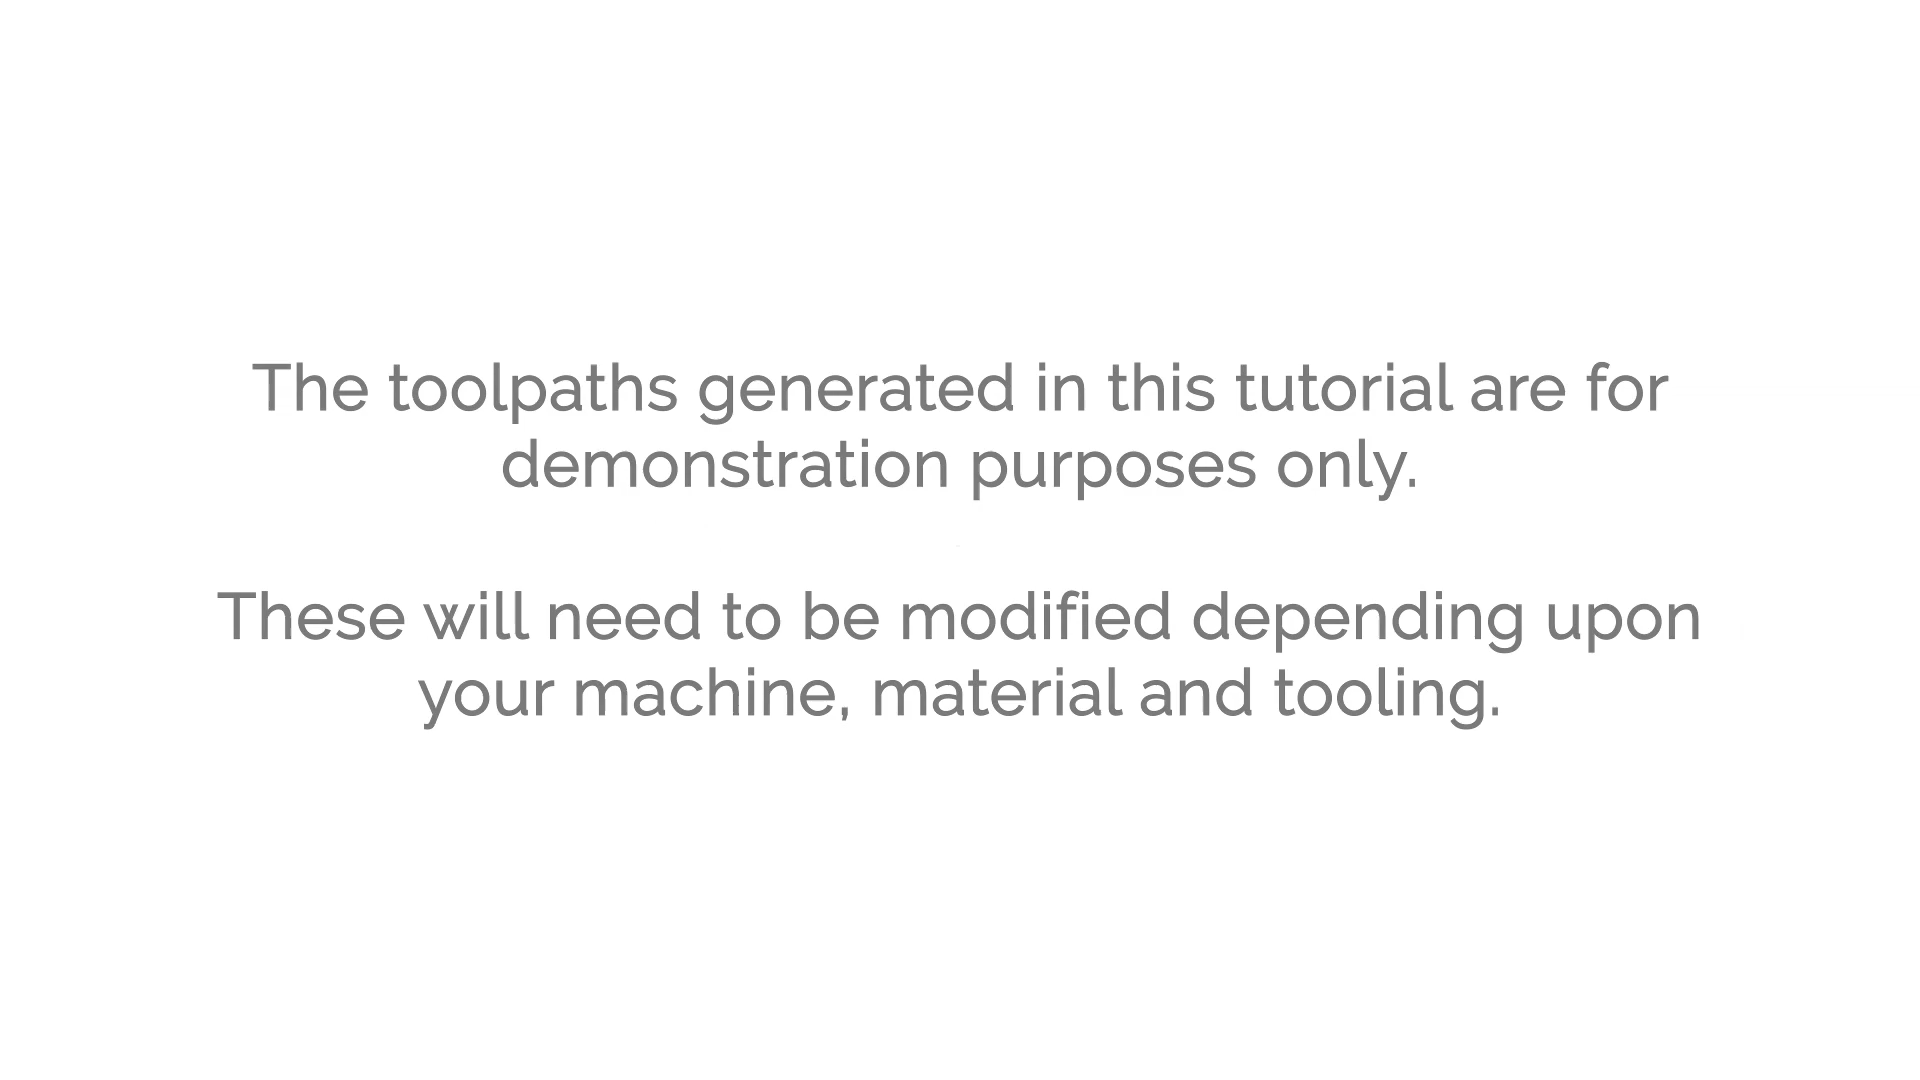 The toolpaths generated in this tutorial are for
demonstration purposes only.
These will need to be modified depending upon
your machine, material and tooling.